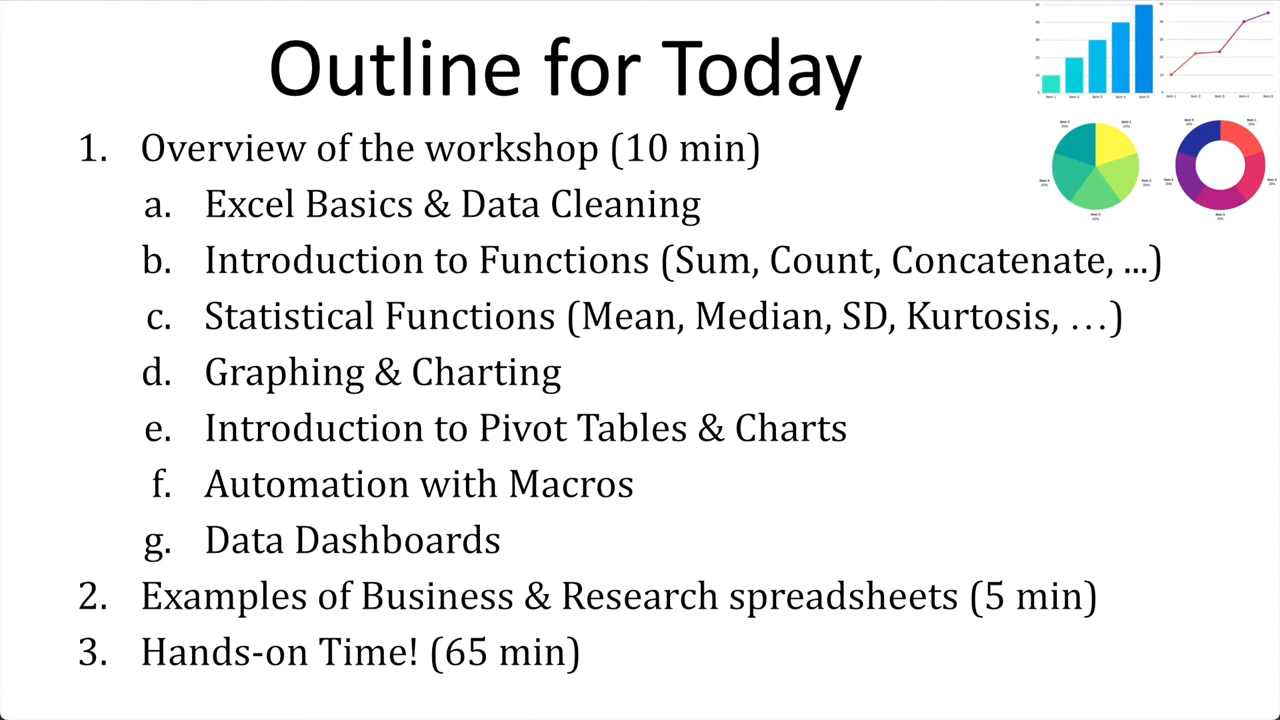 Outline for Today
1. Overview of the workshop (10 min)
a. Excel Basics & Data Cleaning
b. Introduction to Functions (Sum, Count, Concatenate, ...)
c. Statistical Functions (Mean, Median, SD, Kurtosis, …)
d. Graphing & Charting
e. Introduction to Pivot Tables & Charts
f. Automation with Macros
g. Data Dashboards
2. Examples of Business & Research spreadsheets (5 min)
3. Hands-on Time! (65 min)